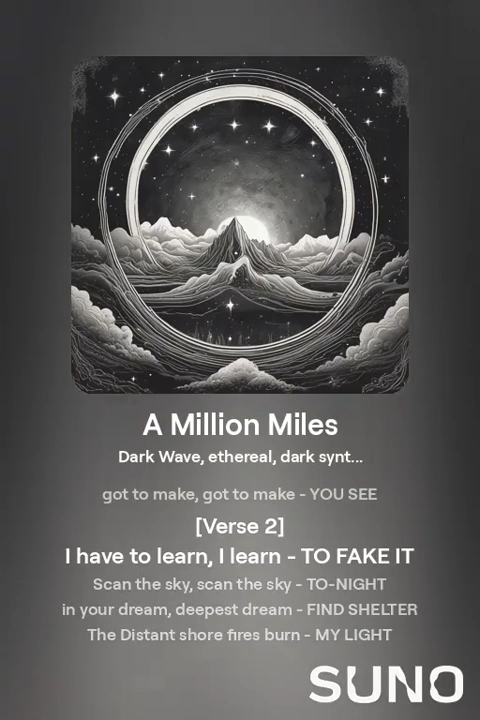 A Million Miles
Dark Wave, ethereal, dark synt...
got to make, got to make - YOU SEE
[Verse 2]
I have to learn, I learn - TO FAKE IT
Scan the sky, scan the sky - TO-NIGHT
in your dream, deepest dream - FIND SHELTER
The Distant shore fires burn - MY LIGHT
SUNO